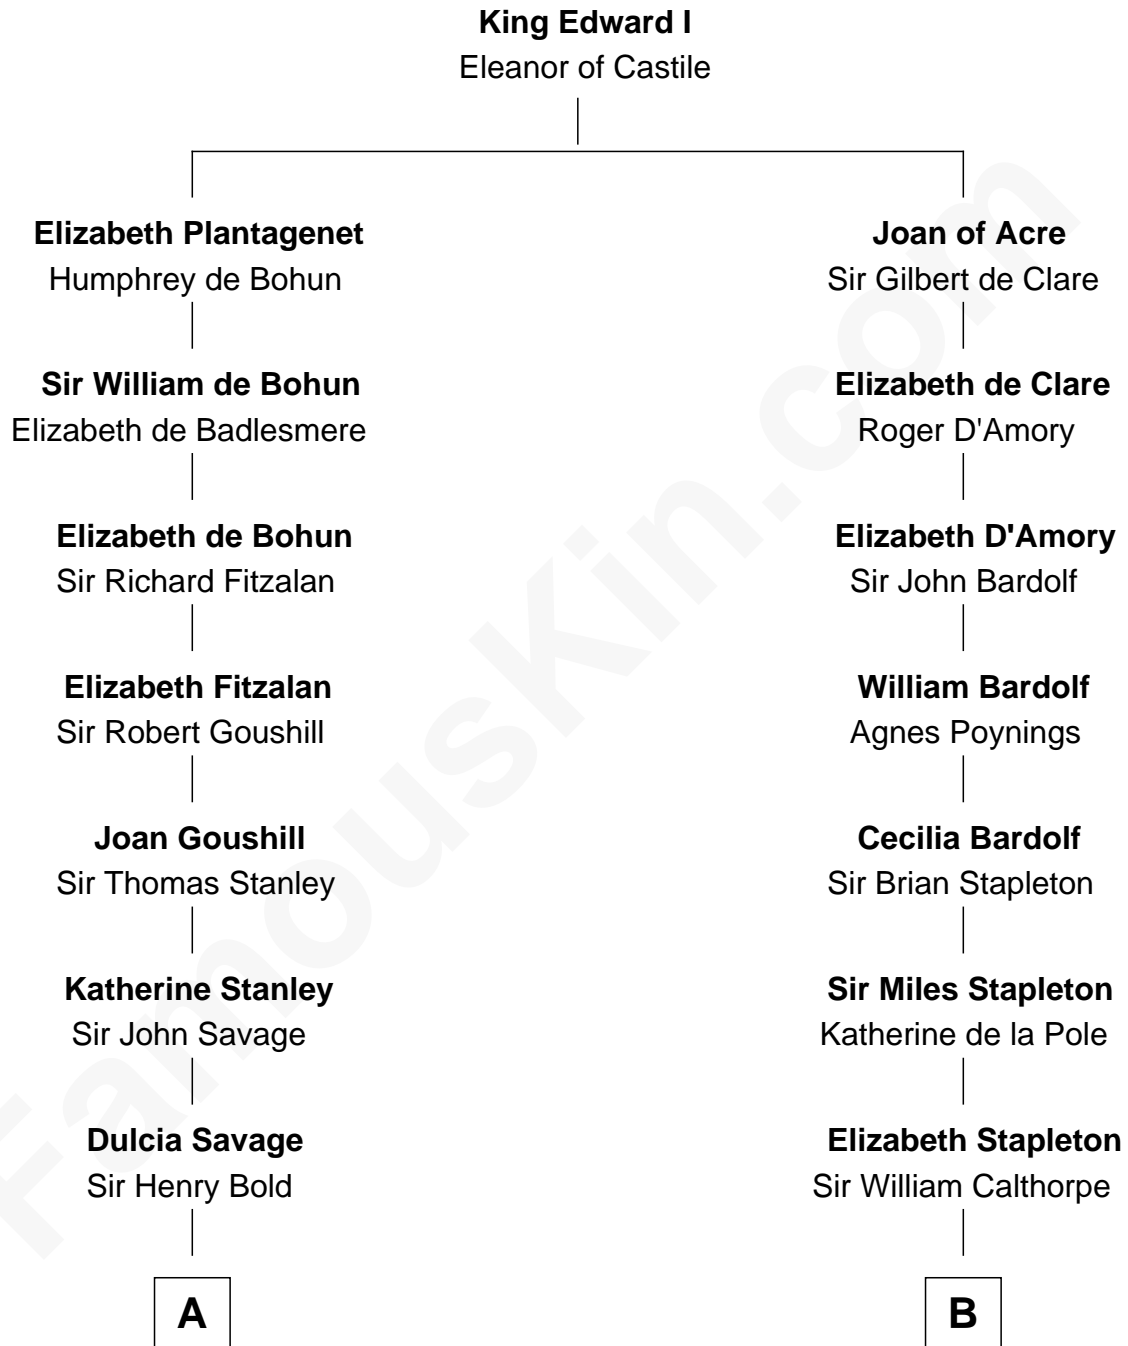 King Edward I
Eleanor of Castile
Elizabeth Plantagenet
Humphrey de Bohun
Joan of Acre
Sir Gilbert de Clare
Sir William de Bohun
Elizabeth de Badlesmere
Elizabeth de Clare
Roger D'Amory
Elizabeth de Bohun
Sir Richard Fitzalan
Elizabeth D'Amory
Sir John Bardolf
Elizabeth Fitzalan
Sir Robert Goushill
William Bardolf
Agnes Poynings
Joan Goushill
Sir Thomas Stanley
Cecilia Bardolf
Sir Brian Stapleton
Katherine Stanley
Sir John Savage
Sir Miles Stapleton
Katherine de la Pole
Dulcia Savage
Sir Henry Bold
Elizabeth Stapleton
Sir William Calthorpe
A
B
FamousKin.com